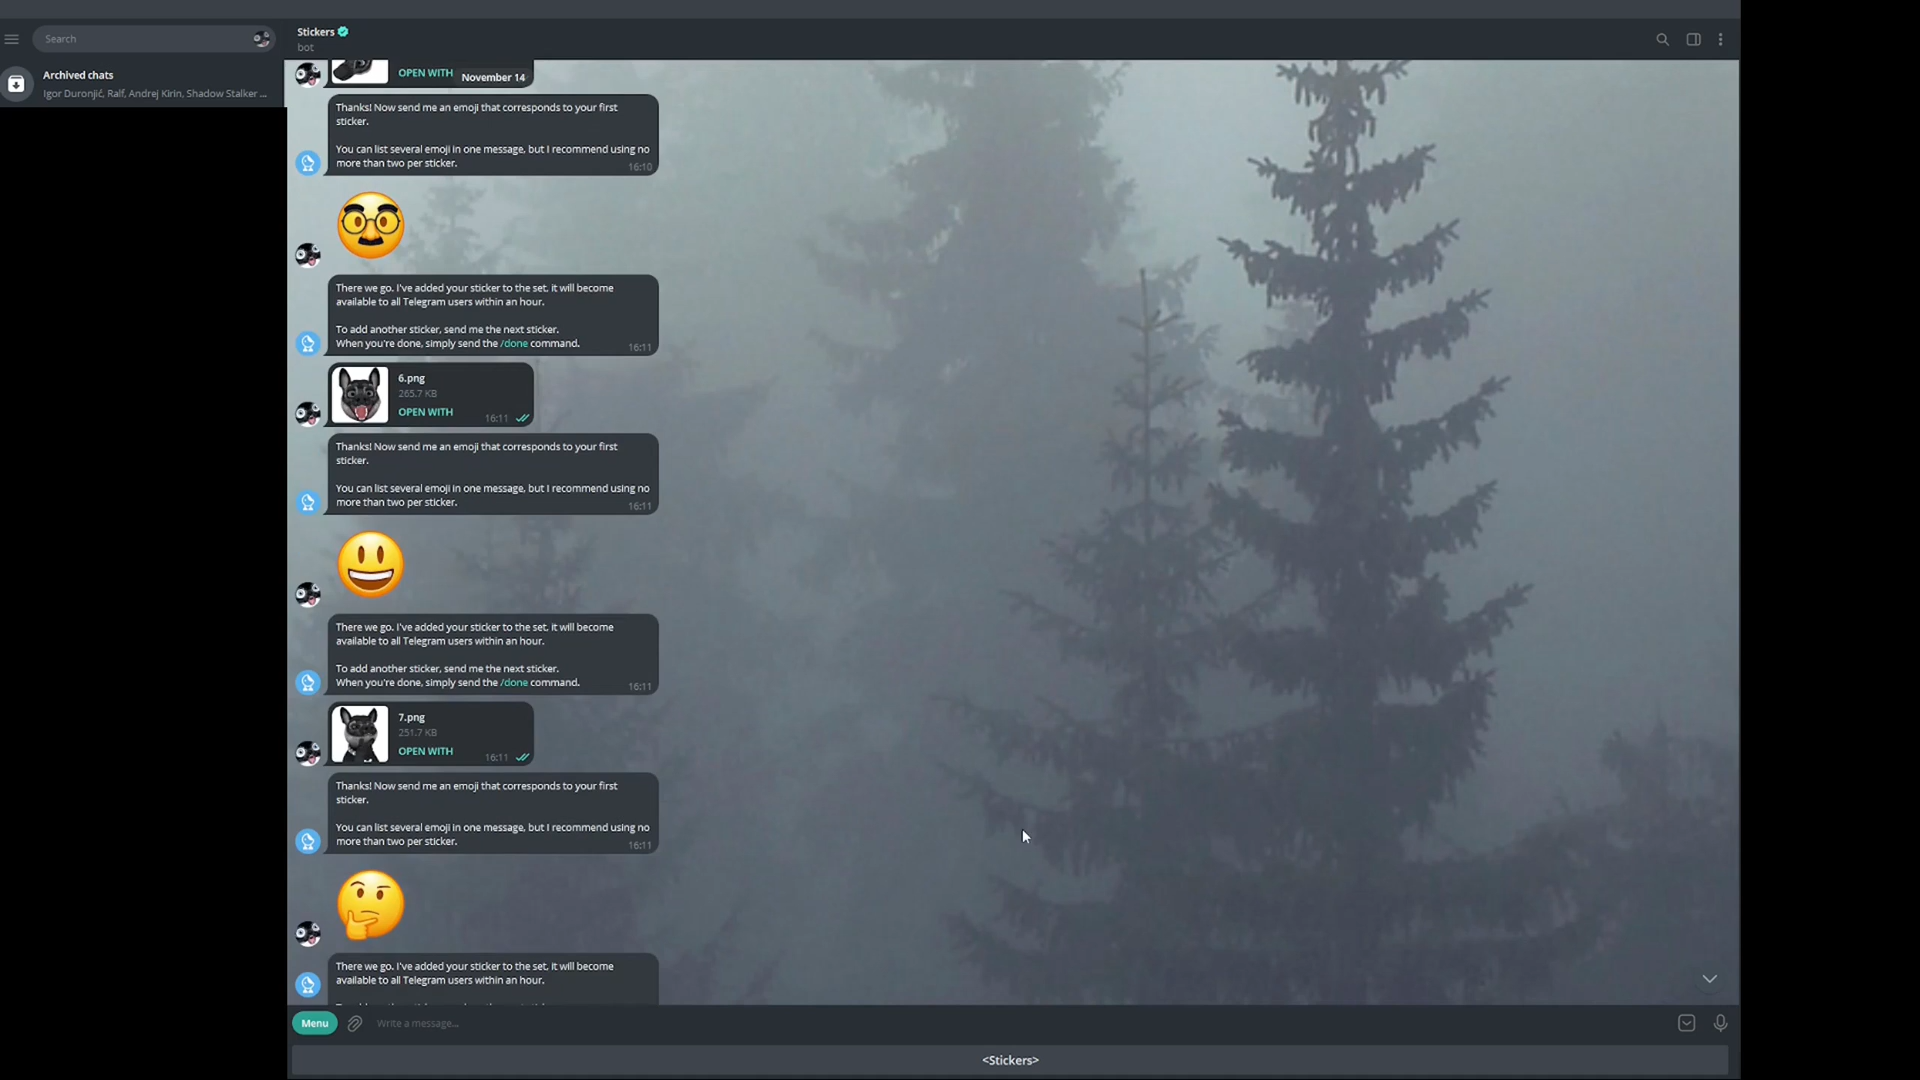 Search
Archived chats
Igor Duronjić, Ralf, Andrej Kirin, Shadow Stalker ...
Stickers
bot
OPEN WITH
November 14
Thanks! Now send me an emoji that corresponds to your first
sticker.
You can list several emoji in one message, but I recommend using no
more than two per sticker.
16:10
There we go. I've added your sticker to the set, it will become
available to all Telegram users within an hour.
To add another sticker, send me the next sticker.
When you're done, simply send the /done command.
16:11
6.png
265.7 KB
OPEN WITH
16:11
Thanks! Now send me an emoji that corresponds to your first
sticker.
You can list several emoji in one message, but I recommend using no
more than two per sticker.
16:11
There we go. I've added your sticker to the set, it will become
available to all Telegram users within an hour.
To add another sticker, send me the next sticker.
When you're done, simply send the /done command.
16:11
7.png
251.7 KB
OPEN WITH
16:11
Thanks! Now send me an emoji that corresponds to your first
sticker.
You can list several emoji in one message, but I recommend using no
more than two per sticker.
16:11
There we go. I've added your sticker to the set, it will become
available to all Telegram users within an hour.
Menu
Write a message...
<Stickers>